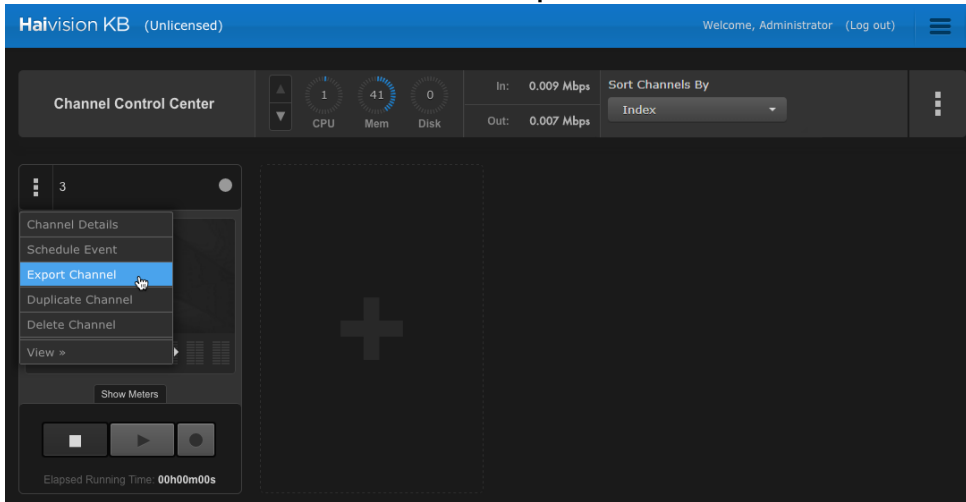 Haivision KB (Unlicensed)
Welcome, Administrator (Log out)
Channel Control Center
1 41 0
CPU Mem Disk
In: 0.009 Mbps
Out: 0.007 Mbps
Sort Channels By
Index
3
Channel Details
Schedule Event
Export Channel
Duplicate Channel
Delete Channel
View »
Show Meters
Elapsed Running Time: 00h00m00s